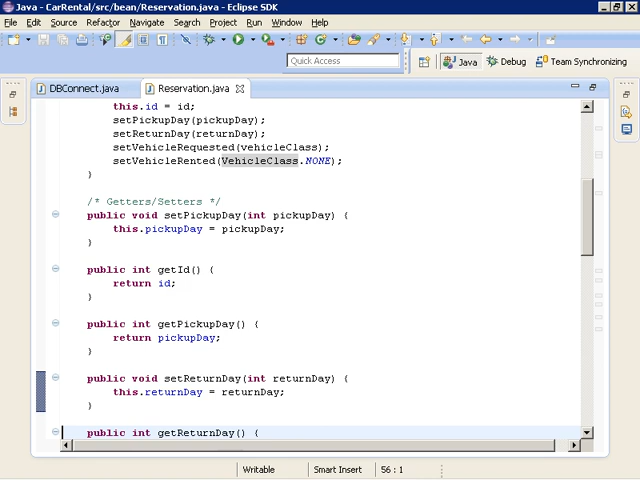 Java - CarRental/src/bean/Reservation.java - Eclipse SDK
File Edit Source Refactor Navigate Search Project Run Window Help
Quick Access Java Debug Team Synchronizing
DBConnect.java Reservation.java
this.id = id;
setPickupDay(pickupDay);
setReturnDay(returnDay);
setVehicleRequested(vehicleClass);
setVehicleRented(VehicleClass.NONE);
}
/* Getters/Setters */
public void setPickupDay(int pickupDay) {
this.pickupDay = pickupDay;
}
public int getId() {
return id;
}
public int getPickupDay() {
return pickupDay;
}
public void setReturnDay(int returnDay) {
this.returnDay = returnDay;
}
public int getReturnDay() {
Writable Smart Insert 56 : 1